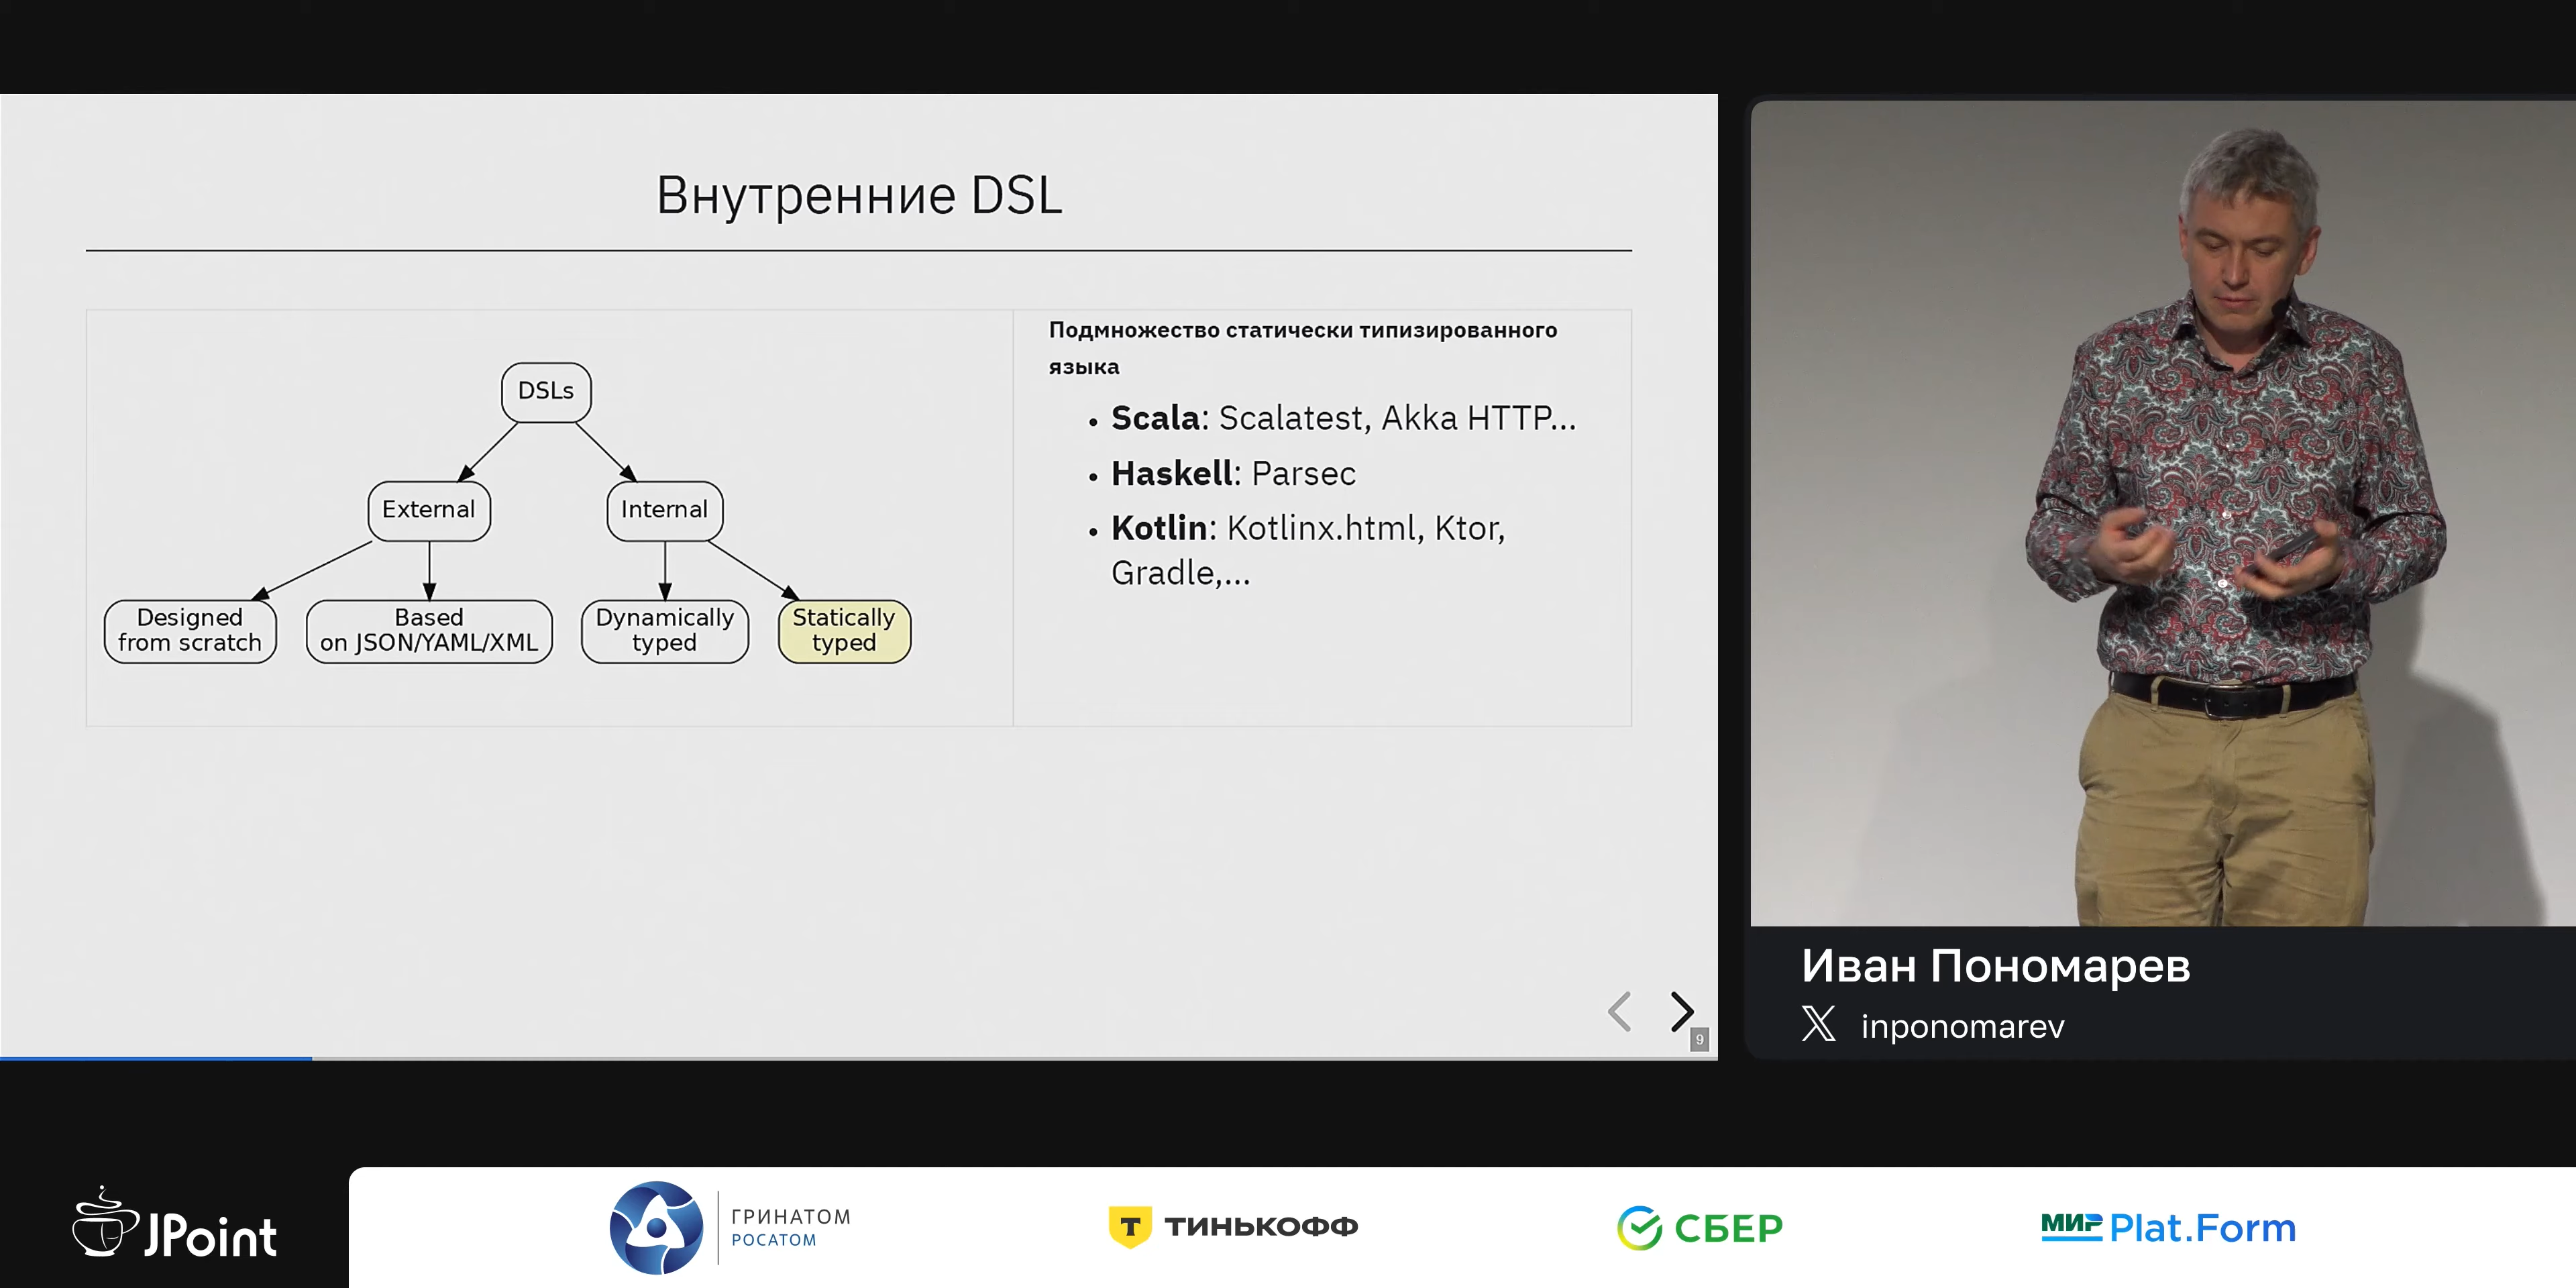 Внутренние DSL
DSLs
External
Internal
Designed
from scratch
Based
on JSON/YAML/XML
Dynamically
typed
Statically
typed
Подмножество статически типизированного
языка
• Scala: Scalatest, Akka HTTP...
• Haskell: Parsec
• Kotlin: Kotlinx.html, Ktor,
Gradle,...
9
Иван Пономарев
X inponomarev
JPoint
ГРИНАТОМ
РОСАТОМ
Т ТИНЬКОФФ
СБЕР
МИР Plat.Form